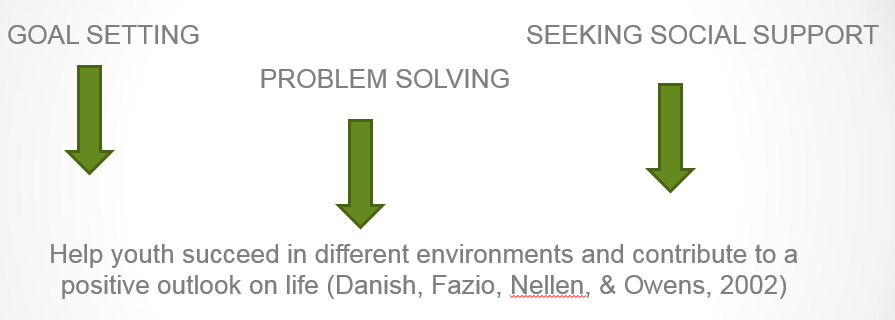 GOAL SETTING
SEEKING SOCIAL SUPPORT
PROBLEM SOLVING
Help youth succeed in different environments and contribute to a
positive outlook on life (Danish, Fazio, Nellen, & Owens, 2002)